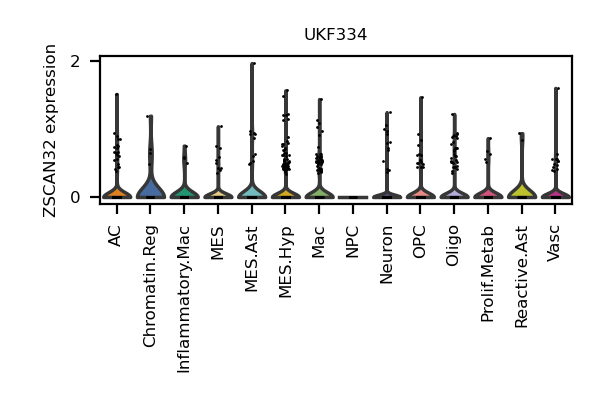 UKF334
ZSCAN32 expression
2
0
AC
Chromatin.Reg
Inflammatory.Mac
MES
MES.Ast
MES.Hyp
Mac
NPC
Neuron
OPC
Oligo
Prolif.Metab
Reactive.Ast
Vasc